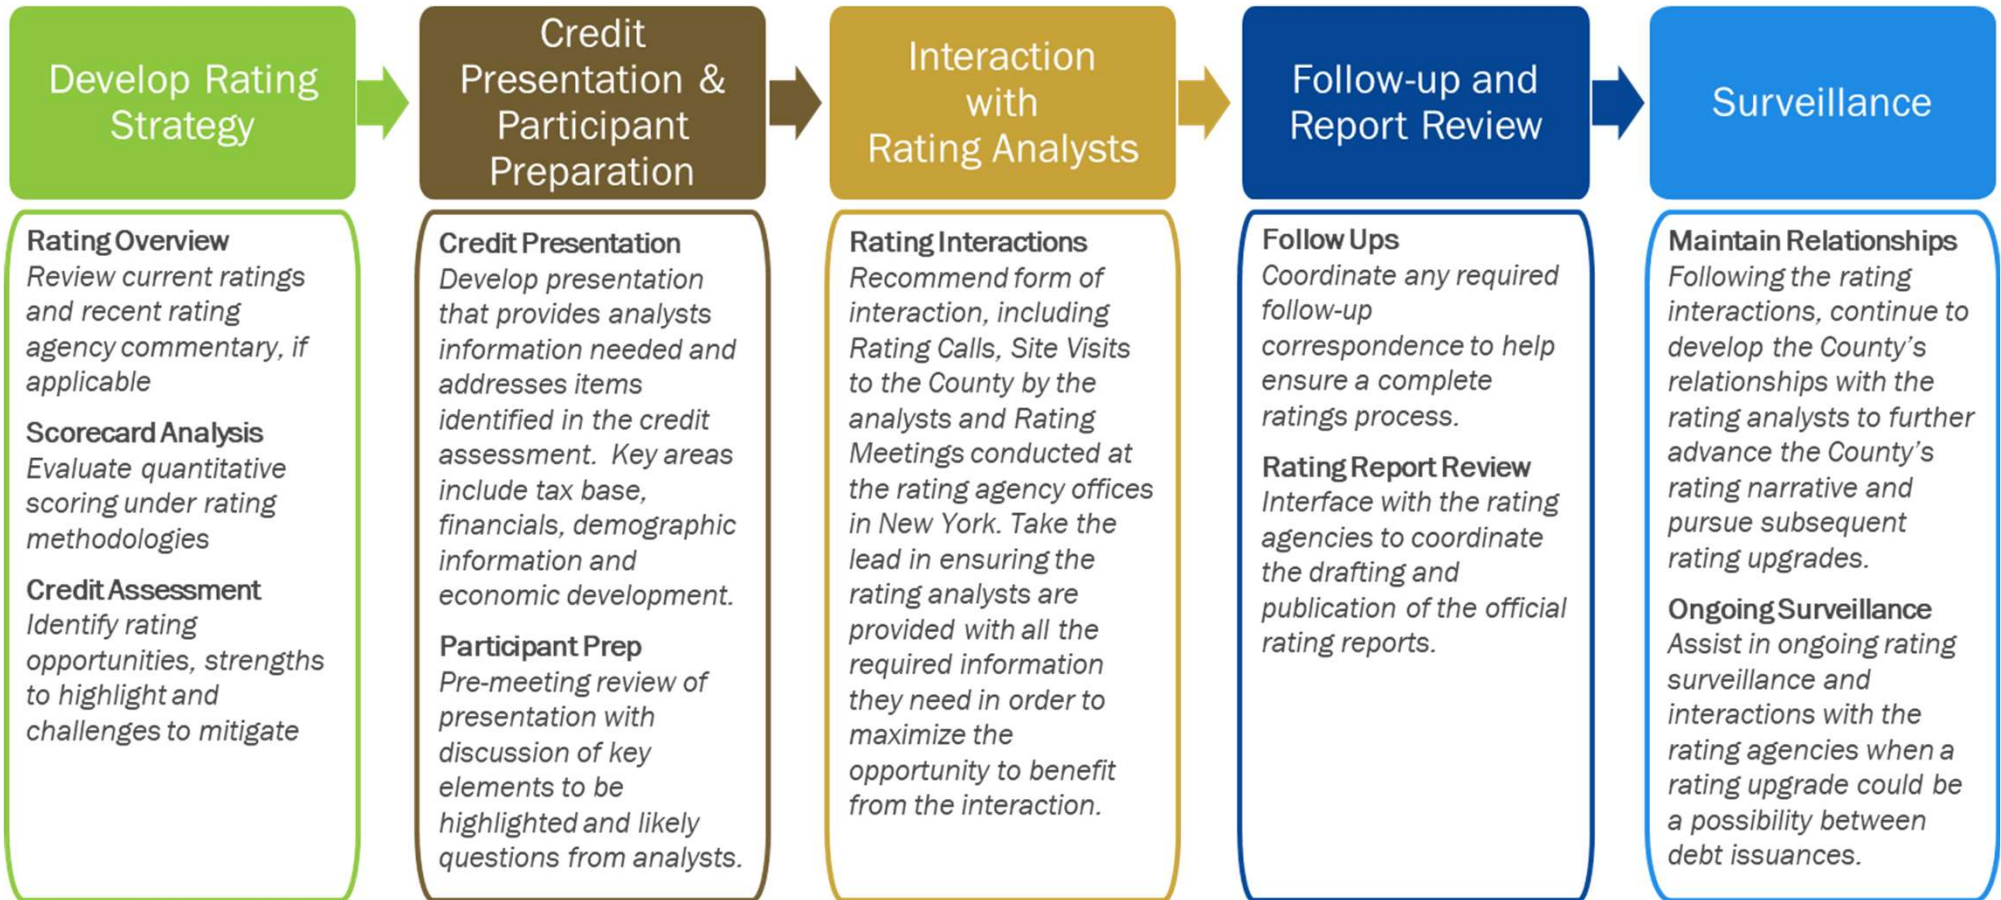 Develop Rating
Strategy
Credit
Presentation &
Participant
Preparation
Interaction
with
Rating Analysts
Follow-up and
Report Review
Surveillance
Rating Overview
Review current ratings
and recent rating
agency commentary, if
applicable
Scorecard Analysis
Evaluate quantitative
scoring under rating
methodologies
Credit Assessment
Identify rating
opportunities, strengths
to highlight and
challenges to mitigate
Credit Presentation
Develop presentation
that provides analysts
information needed and
addresses items
identified in the credit
assessment. Key areas
include tax base,
financials, demographic
information and
economic development.
Participant Prep
Pre-meeting review of
presentation with
discussion of key
elements to be
highlighted and likely
questions from analysts.
Rating Interactions
Recommend form of
interaction, including
Rating Calls, Site Visits
to the County by the
analysts and Rating
Meetings conducted at
the rating agency offices
in New York. Take the
lead in ensuring the
rating analysts are
provided with all the
required information
they need in order to
maximize the
opportunity to benefit
from the interaction.
Follow Ups
Coordinate any required
follow-up
correspondence to help
ensure a complete
ratings process.
Rating Report Review
Interface with the rating
agencies to coordinate
the drafting and
publication of the official
rating reports.
Maintain Relationships
Following the rating
interactions, continue to
develop the County’s
relationships with the
rating analysts to further
advance the County’s
rating narrative and
pursue subsequent
rating upgrades.
Ongoing Surveillance
Assist in ongoing rating
surveillance and
interactions with the
rating agencies when a
rating upgrade could be
a possibility between
debt issuances.